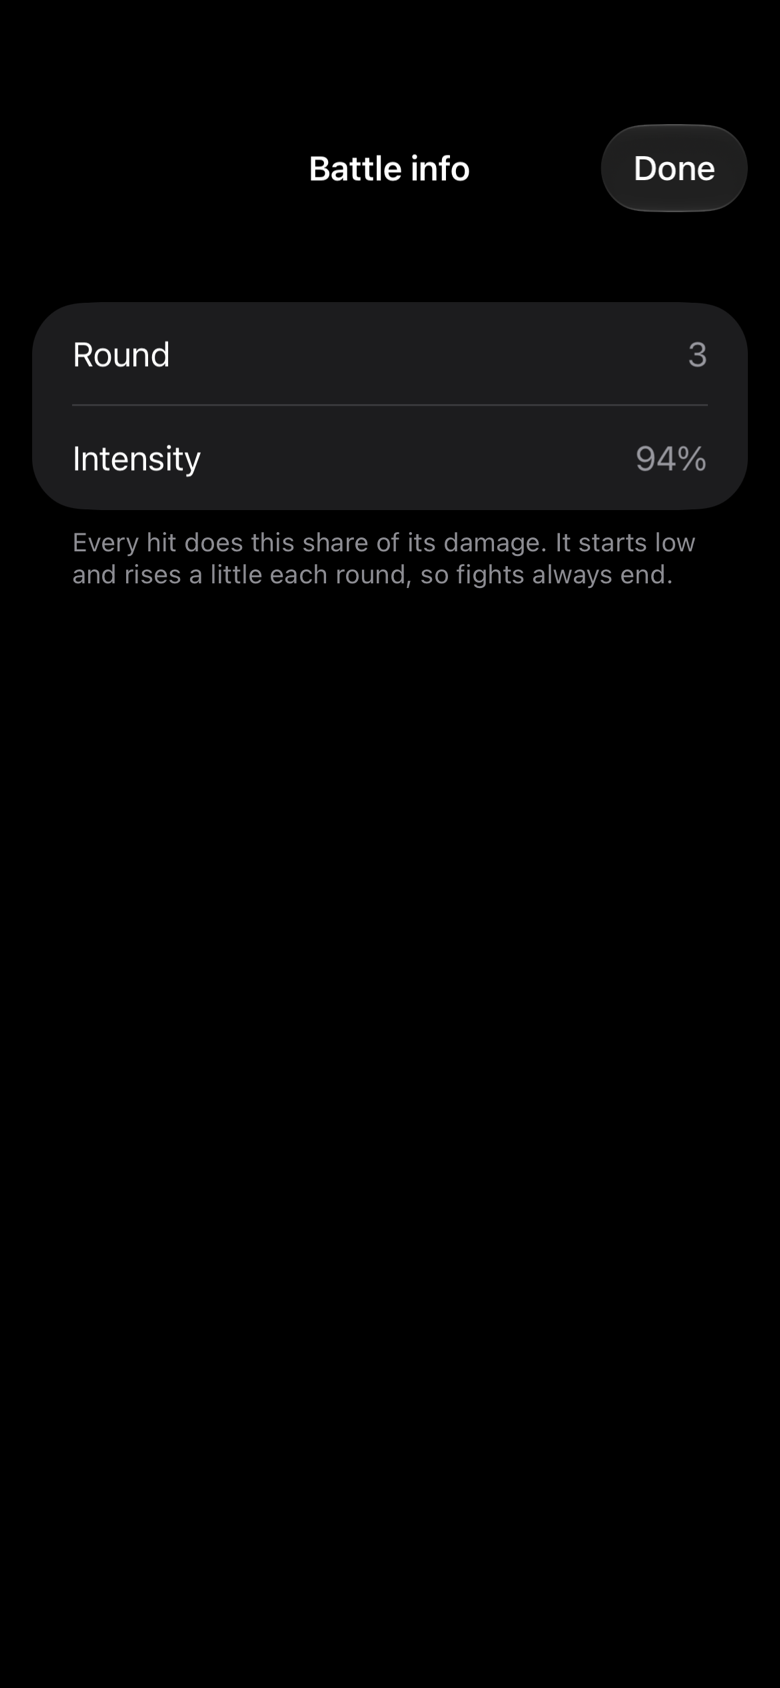 Battle info
Done
Round
3
Intensity
94%
Every hit does this share of its damage. It starts low
and rises a little each round, so fights always end.